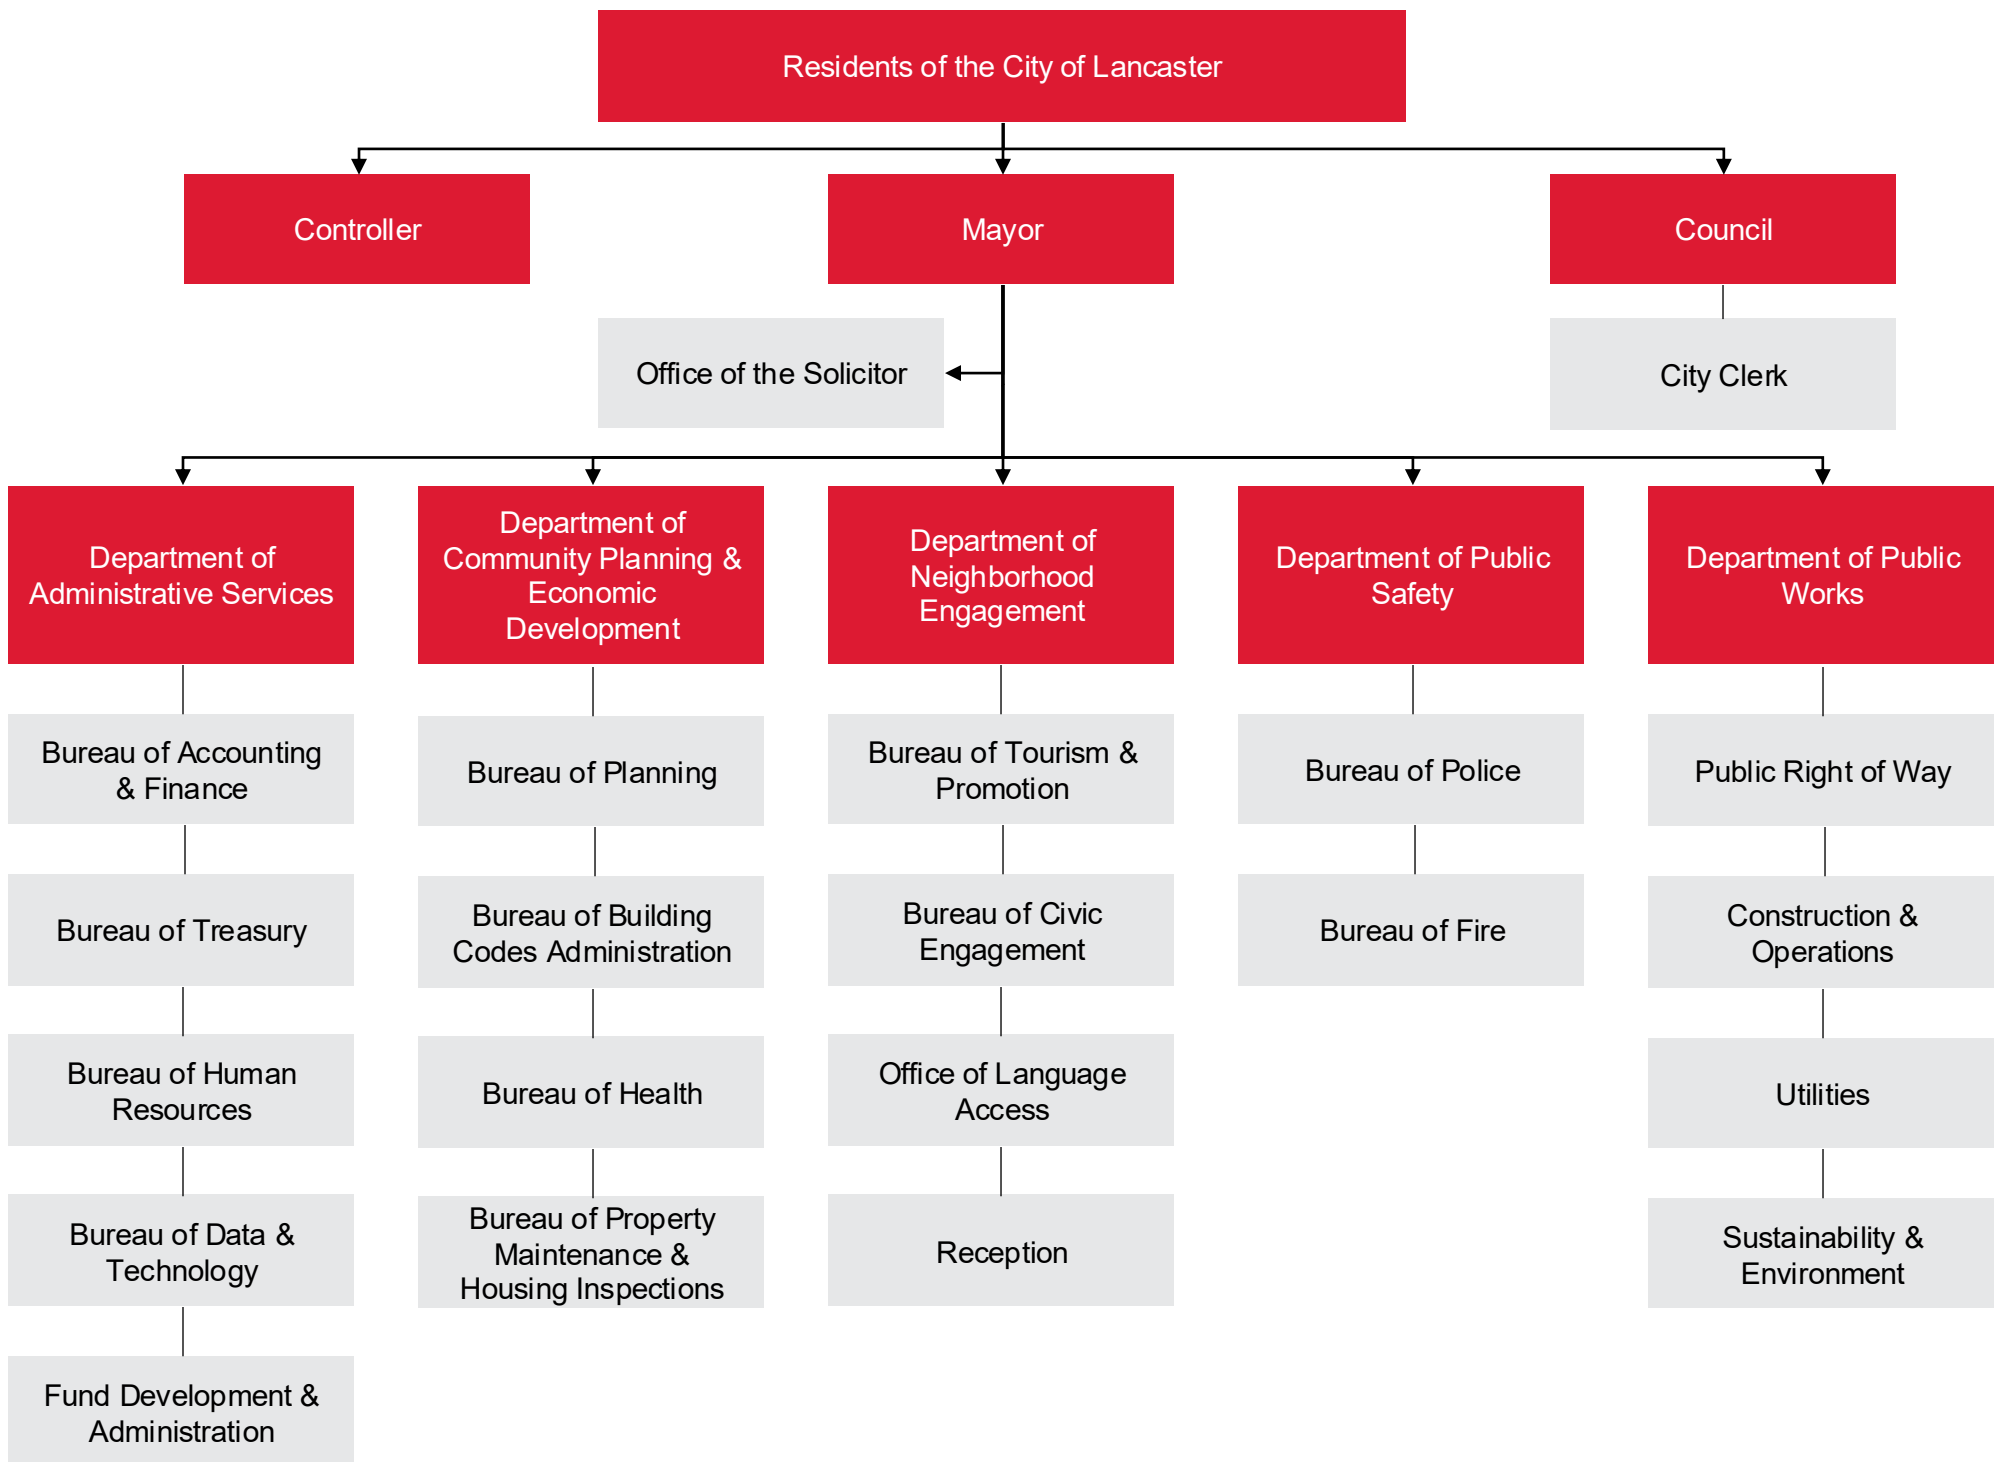 Residents of the City of Lancaster
Controller
Mayor
Council
Office of the Solicitor
City Clerk
Department of
Administrative Services
Department of
Community Planning &
Economic
Development
Department of
Neighborhood
Engagement
Department of Public
Safety
Department of Public
Works
Bureau of Accounting
& Finance
Bureau of Planning
Bureau of Tourism &
Promotion
Bureau of Police
Public Right of Way
Bureau of Treasury
Bureau of Building
Codes Administration
Bureau of Civic
Engagement
Bureau of Fire
Construction &
Operations
Bureau of Human
Resources
Bureau of Health
Office of Language
Access
Utilities
Bureau of Data &
Technology
Bureau of Property
Maintenance &
Housing Inspections
Reception
Sustainability &
Environment
Fund Development &
Administration